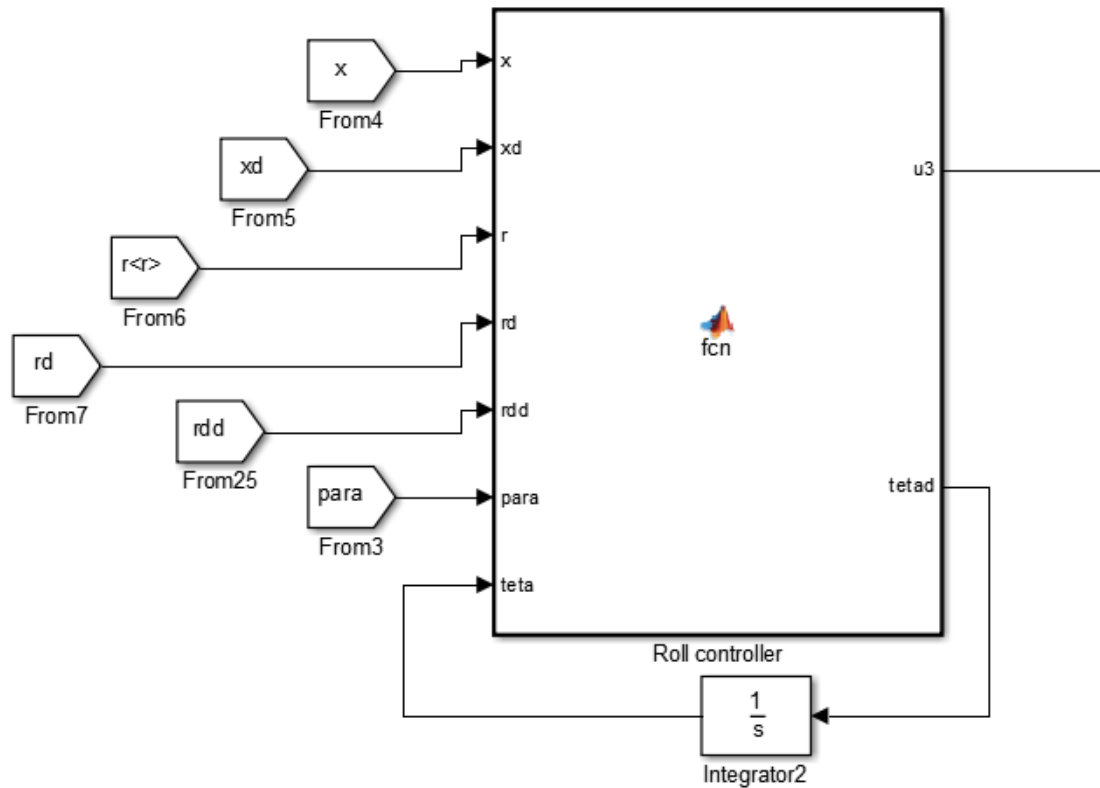 x
From4
x
xd
From5
xd
u3
r<r>
From6
r
rd
From7
rd
fcn
rdd
From25
rdd
para
From3
para
tetad
teta
Roll controller
1
s
Integrator2